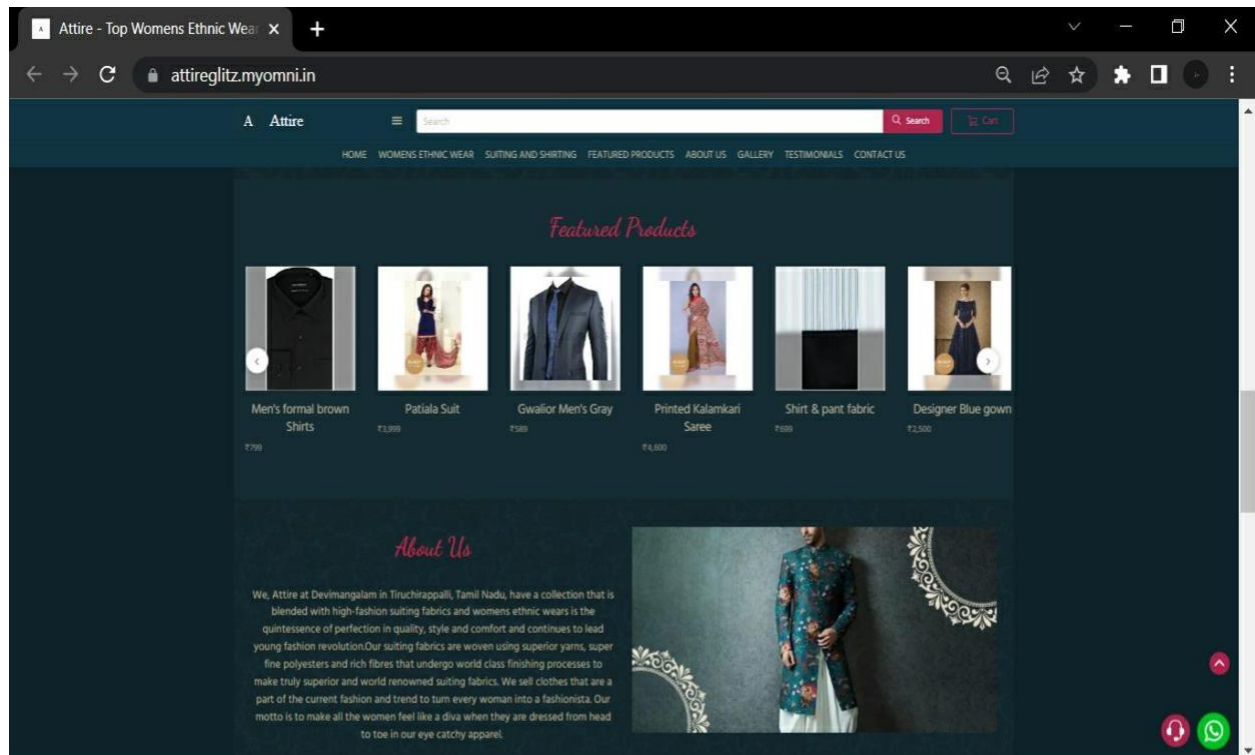 Attire - Top Womens Ethnic Wear
attireglitz.myomni.in
A Attire
Search
Search
Cart
HOME WOMENS ETHNIC WEAR SUITING AND SHIRTING FEATURED PRODUCTS ABOUT US GALLERY TESTIMONIALS CONTACT US
Featured Products
Men's formal brown Patiala Suit Gwalior Men's Gray Printed Kalamkari Shirt & pant fabric Designer Blue gown
Shirts ₹3,999 ₹589 Saree ₹699 ₹2,500
₹799 ₹4,600
About Us
We, Attire at Devimangalam in Tiruchirappalli, Tamil Nadu, have a collection that is
blended with high-fashion suiting fabrics and womens ethnic wears is the
quintessence of perfection in quality, style and comfort and continues to lead
young fashion revolution.Our suiting fabrics are woven using superior yarns, super
fine polyesters and rich fibres that undergo world class finishing processes to
make truly superior and world renowned suiting fabrics. We sell clothes that are a
part of the current fashion and trend to turn every woman into a fashionista. Our
motto is to make all the women feel like a diva when they are dressed from head
to toe in our eye catchy apparel.